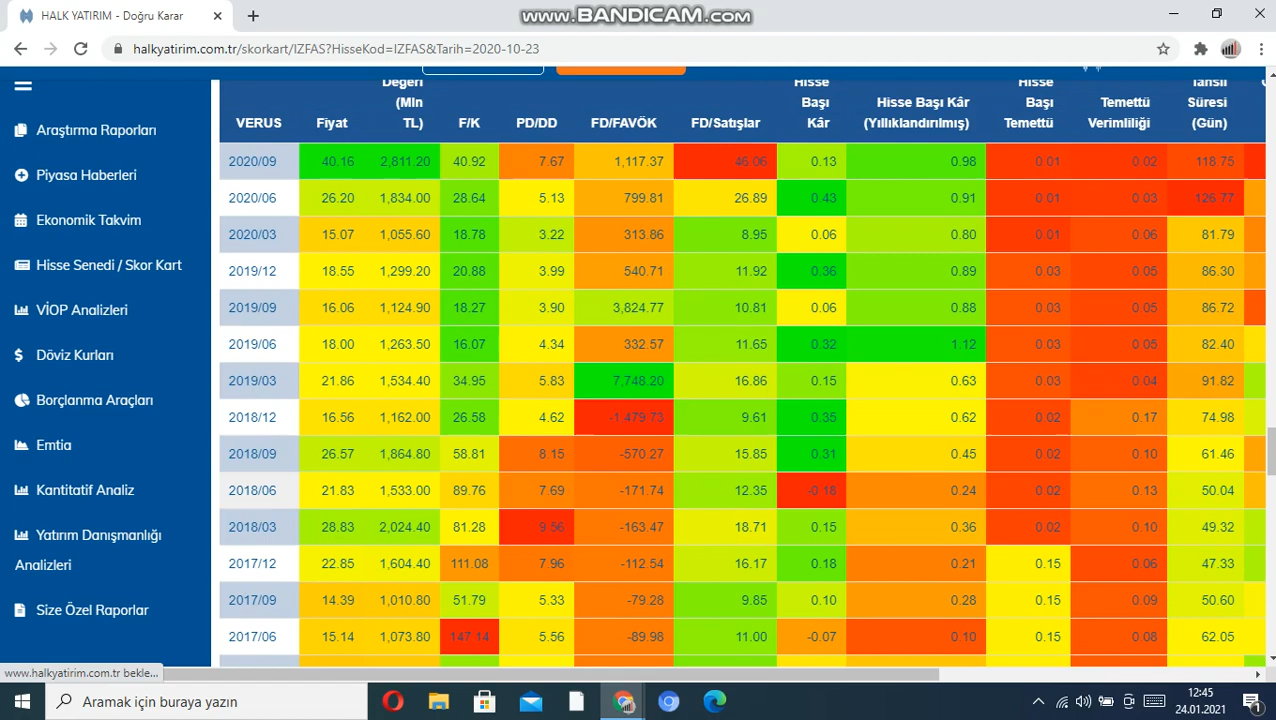 HALK YATIRIM - Doğru Karar
www.BANDICAM.com
halkyatirim.com.tr/skorkart/IZFAS?HisseKod=IZFAS&Tarih=2020-10-23
Araştırma Raporları
Piyasa Haberleri
Ekonomik Takvim
Hisse Senedi / Skor Kart
VİOP Analizleri
Döviz Kurları
Borçlanma Araçları
Emtia
Kantitatif Analiz
Yatırım Danışmanlığı
Analizleri
Size Özel Raporlar
Değeri Hisse Hisse Tahsil
(Mln Başı Hisse Başı Kâr Başı Temettü Süresi
VERUS Fiyat TL) F/K PD/DD FD/FAVÖK FD/Satışlar Kâr (Yıllıklandırılmış) Temettü Verimliliği (Gün)
2020/09 40.16 2,811.20 40.92 7.67 1,117.37 46.06 0.13 0.98 0.01 0.02 118.75
2020/06 26.20 1,834.00 28.64 5.13 799.81 26.89 0.43 0.91 0.01 0.03 126.77
2020/03 15.07 1,055.60 18.78 3.22 313.86 8.95 0.06 0.80 0.01 0.06 81.79
2019/12 18.55 1,299.20 20.88 3.99 540.71 11.92 0.36 0.89 0.03 0.05 86.30
2019/09 16.06 1,124.90 18.27 3.90 3,824.77 10.81 0.06 0.88 0.03 0.05 86.72
2019/06 18.00 1,263.50 16.07 4.34 332.57 11.65 0.32 1.12 0.03 0.05 82.40
2019/03 21.86 1,534.40 34.95 5.83 7,748.20 16.86 0.15 0.63 0.03 0.04 91.82
2018/12 16.56 1,162.00 26.58 4.62 -1,479.73 9.61 0.35 0.62 0.02 0.17 74.98
2018/09 26.57 1,864.80 58.81 8.15 -570.27 15.85 0.31 0.45 0.02 0.10 61.46
2018/06 21.83 1,533.00 89.76 7.69 -171.74 12.35 -0.18 0.24 0.02 0.13 50.04
2018/03 28.83 2,024.40 81.28 9.56 -163.47 18.71 0.15 0.36 0.02 0.10 49.32
2017/12 22.85 1,604.40 111.08 7.96 -112.54 16.17 0.18 0.21 0.15 0.06 47.33
2017/09 14.39 1,010.80 51.79 5.33 -79.28 9.85 0.10 0.28 0.15 0.09 50.60
2017/06 15.14 1,073.80 147.14 5.56 -89.98 11.00 -0.07 0.10 0.15 0.08 62.05
www.halkyatirim.com.tr bekle...
Aramak için buraya yazın
12:45
24.01.2021
1